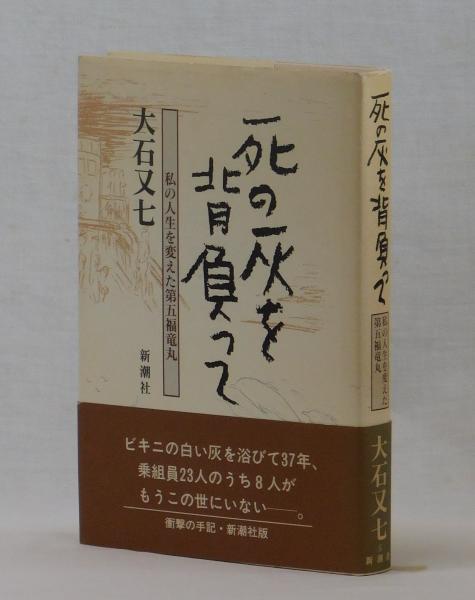 死の灰を
背負って
私の人生を変えた第五福竜丸
大石又七
新潮社
ビキニの白い灰を浴びて37年、
乗組員23人のうち8人が
もうこの世にいない――。
衝撃の手記・新潮社版
死の灰を背負って
私の人生を変えた
第五福竜丸
大石又七
新潮社